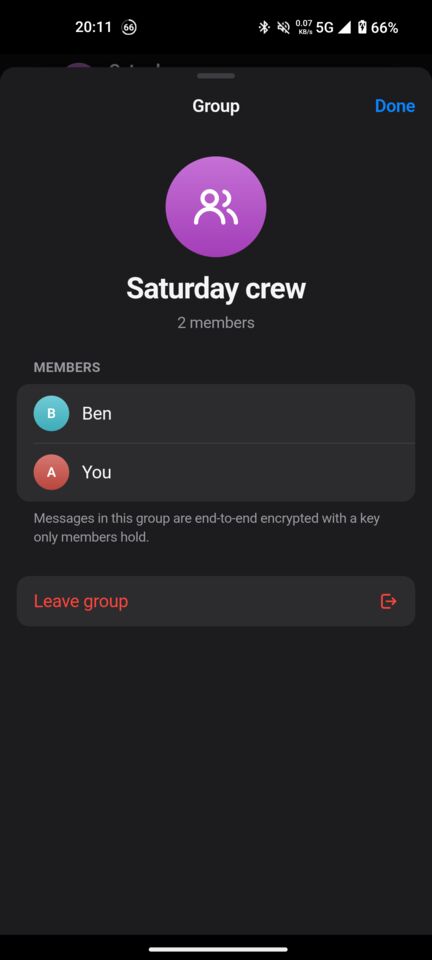 20:11 66 0.07 KB/s 5G 66%
Group
Done
Saturday crew
2 members
MEMBERS
B Ben
A You
Messages in this group are end-to-end encrypted with a key
only members hold.
Leave group